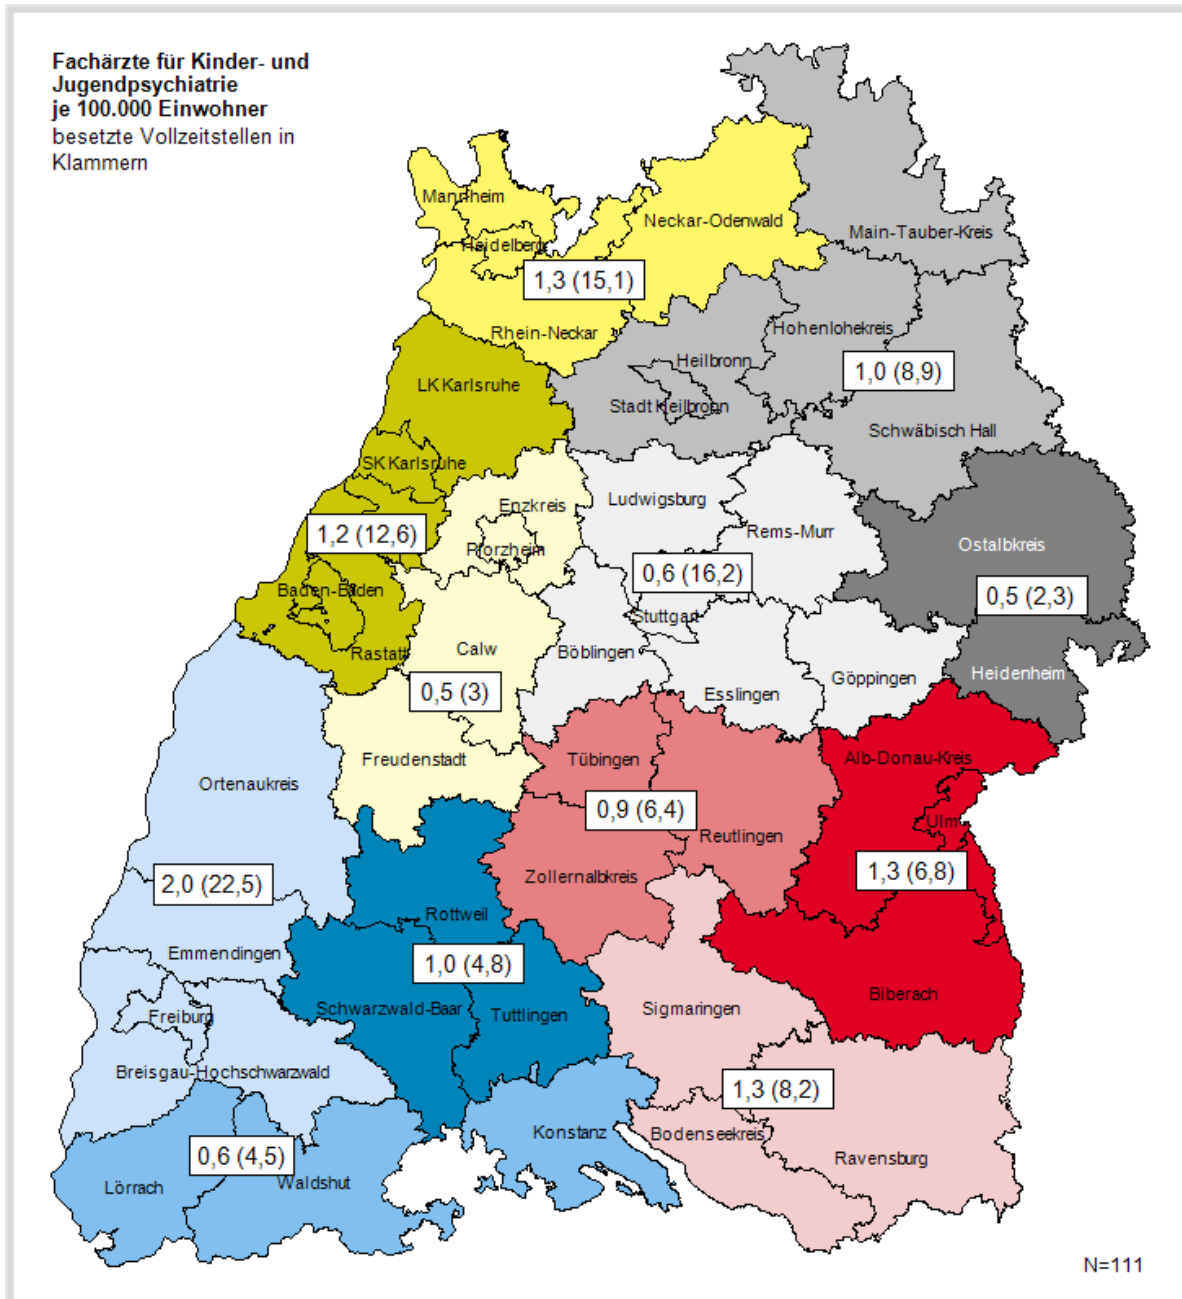 Fachärzte für Kinder- und
Jugendpsychiatrie
je 100.000 Einwohner
besetzte Vollzeitstellen in
Klammern
Mannheim
Neckar-Odenwald
Main-Tauber-Kreis
Heidelberg
1,3 (15,1)
Rhein-Neckar
Hohenlohekreis
Heilbronn
1,0 (8,9)
LK Karlsruhe
Stadt Heilbronn
Schwäbisch Hall
SK Karlsruhe
Ludwigsburg
Enzkreis
Rems-Murr
1,2 (12,6)
Pforzheim
Ostalbkreis
0,6 (16,2)
Baden-Baden
0,5 (2,3)
Stuttgart
Rastatt
Calw
Böblingen
Göppingen
Heidenheim
0,5 (3)
Esslingen
Freudenstadt
Tübingen
Alb-Donau-Kreis
Ortenaukreis
0,9 (6,4)
Ulm
Reutlingen
2,0 (22,5)
Zollernalbkreis
1,3 (6,8)
Rottweil
Emmendingen
1,0 (4,8)
Biberach
Freiburg
Schwarzwald-Baar
Tuttlingen
Sigmaringen
Breisgau-Hochschwarzwald
1,3 (8,2)
Konstanz
Bodenseekreis
0,6 (4,5)
Ravensburg
Lörrach
Waldshut
N=111